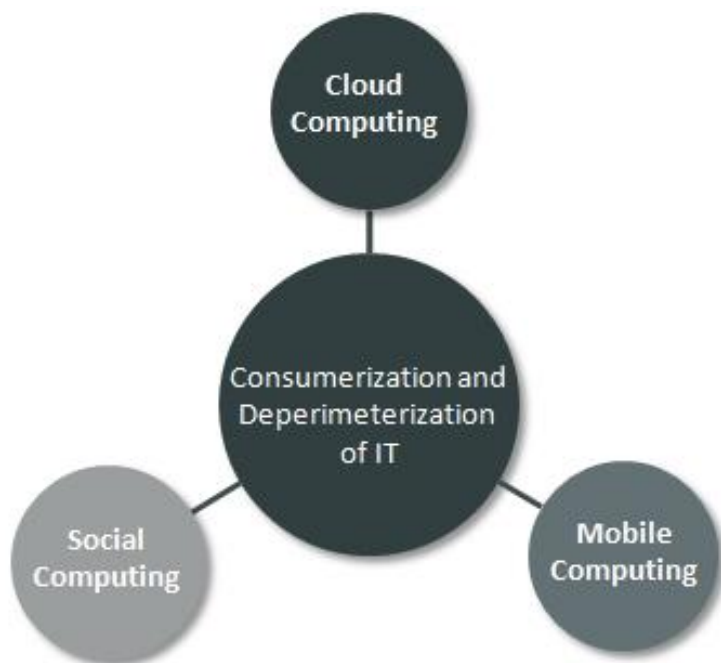 Cloud
Computing
Consumerization and
Deperimeterization
of IT
Social
Computing
Mobile
Computing